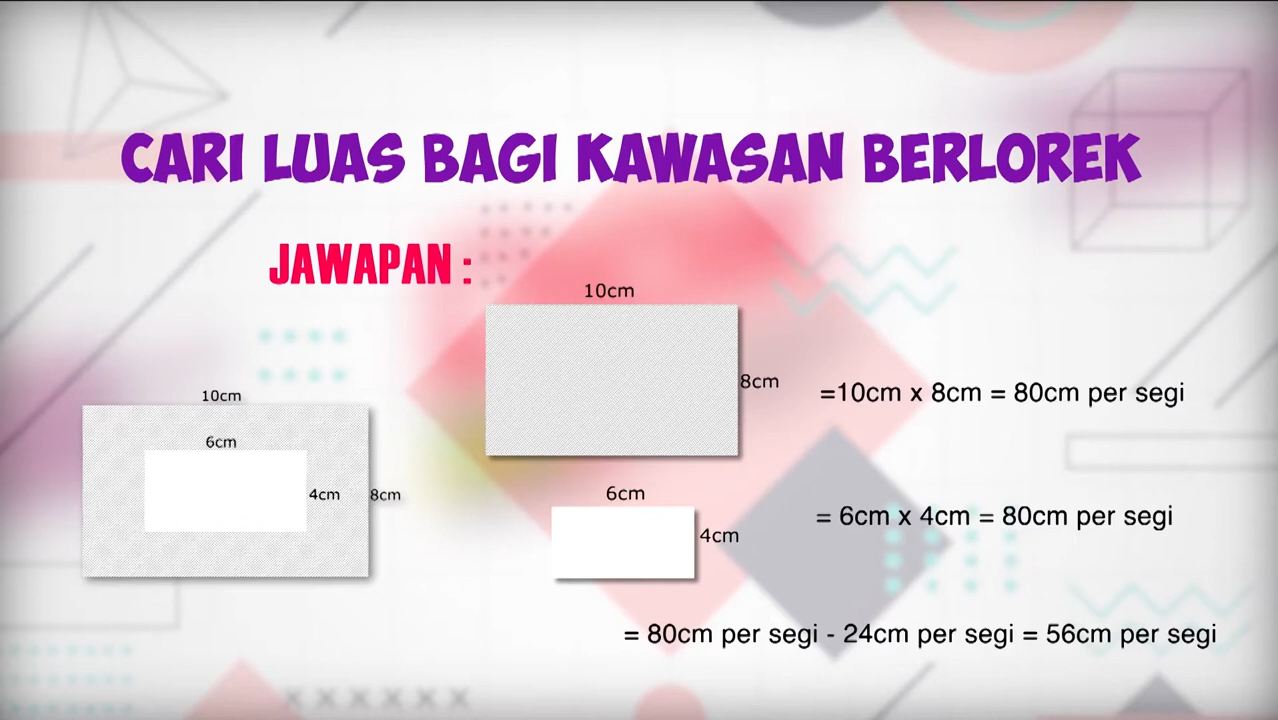 CARI LUAS BAGI KAWASAN BERLOREK
JAWAPAN :
10cm
6cm
4cm
8cm
10cm
8cm
=10cm x 8cm = 80cm per segi
6cm
4cm
= 6cm x 4cm = 80cm per segi
= 80cm per segi - 24cm per segi = 56cm per segi